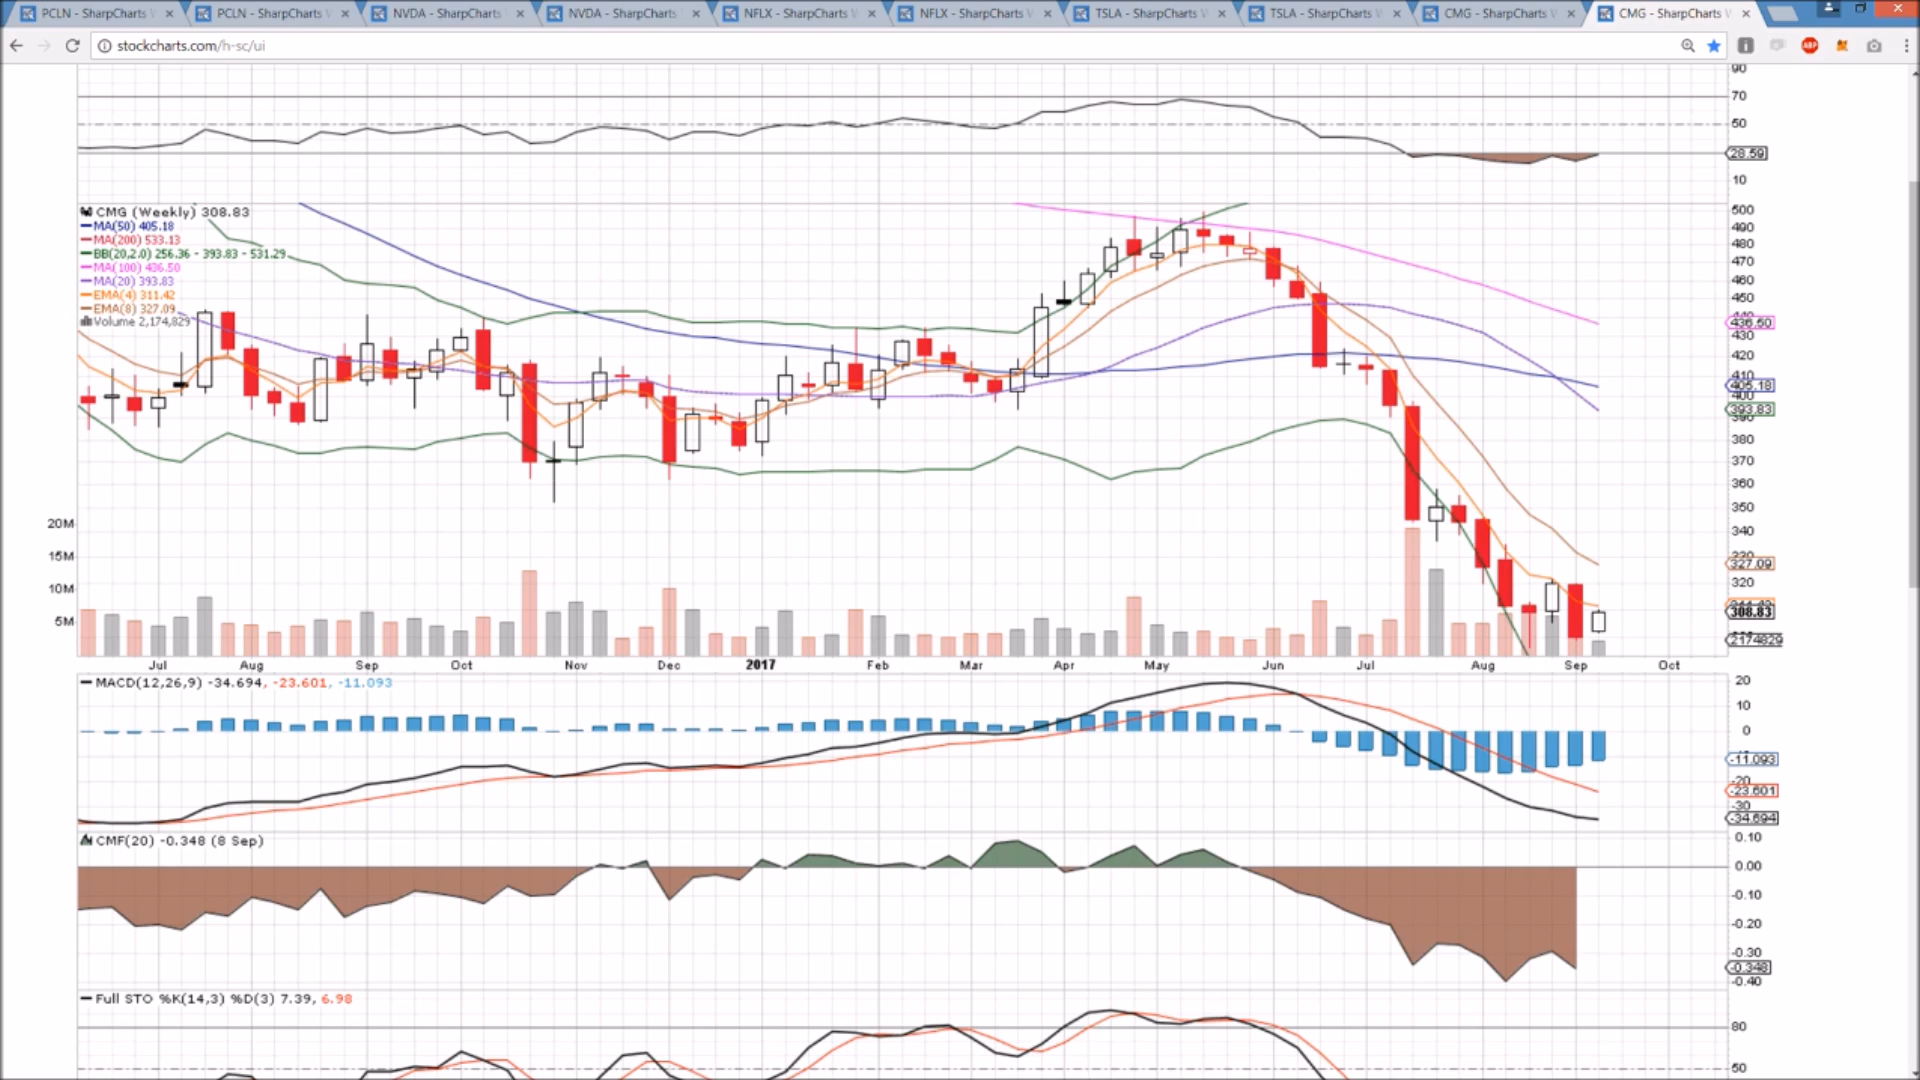 PCLN - SharpCharts
PCLN - SharpCharts
NVDA - SharpCharts
NVDA - SharpCharts
NFLX - SharpCharts
NFLX - SharpCharts
TSLA - SharpCharts
TSLA - SharpCharts
CMG - SharpCharts
CMG - SharpCharts
stockcharts.com/h-sc/ui
ABP
90
70
50
28.59
10
CMG (Weekly) 308.83
MA(50) 405.18
MA(200) 533.13
BB(20,2.0) 256.36 - 393.83 - 531.29
MA(100) 436.50
MA(20) 393.83
EMA(4) 311.42
EMA(8) 327.09
Volume 2,174,829
500
490
480
470
460
450
436.50
430
420
410
405.18
400
393.83
380
370
360
350
340
330
327.09
320
308.83
2174829
20M
15M
10M
5M
Jul Aug Sep Oct Nov Dec 2017 Feb Mar Apr May Jun Jul Aug Sep Oct
MACD(12,26,9) -34.694, -23.601, -11.093
20
10
0
-11.093
-20
-23.601
-30
-34.694
CMF(20) -0.348 (8 Sep)
0.10
0.00
-0.10
-0.20
-0.30
-0.348
-0.40
Full STO %K(14,3) %D(3) 7.39, 6.98
80
50